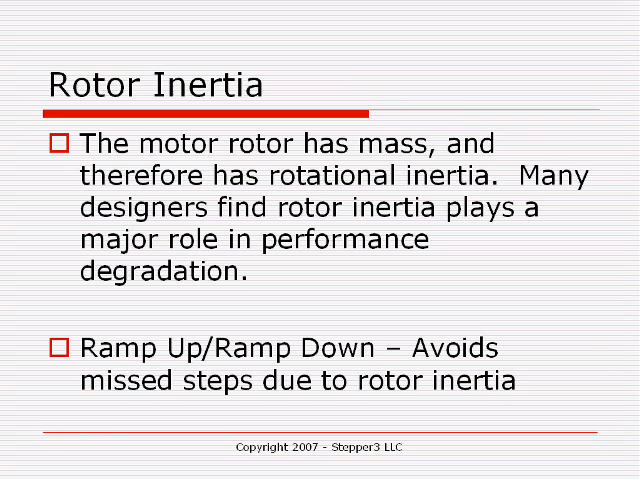 Rotor Inertia
The motor rotor has mass, and
therefore has rotational inertia.  Many
designers find rotor inertia plays a
major role in performance
degradation.
Ramp Up/Ramp Down – Avoids
missed steps due to rotor inertia
Copyright 2007 - Stepper3 LLC